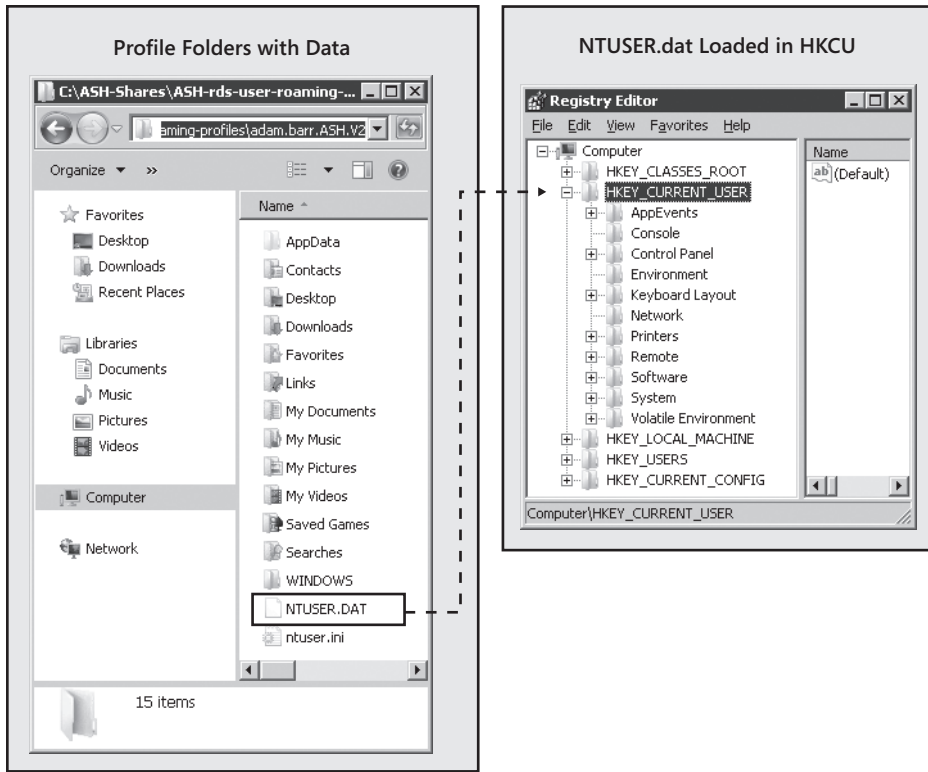 Profile Folders with Data
C:\ASH-Shares\ASH-rds-user-roaming-...
aming-profiles\adam.barr.ASH.V2
Organize
»
Favorites
Desktop
Downloads
Recent Places
Libraries
Documents
Music
Pictures
Videos
Computer
Network
Name
AppData
Contacts
Desktop
Downloads
Favorites
Links
My Documents
My Music
My Pictures
My Videos
Saved Games
Searches
WINDOWS
NTUSER.DAT
ntuser.ini
15 items
NTUSER.dat Loaded in HKCU
Registry Editor
File Edit View Favorites Help
Computer
HKEY_CLASSES_ROOT
HKEY_CURRENT_USER
AppEvents
Console
Control Panel
Environment
Keyboard Layout
Network
Printers
Remote
Software
System
Volatile Environment
HKEY_LOCAL_MACHINE
HKEY_USERS
HKEY_CURRENT_CONFIG
Name
ab (Default)
Computer\HKEY_CURRENT_USER